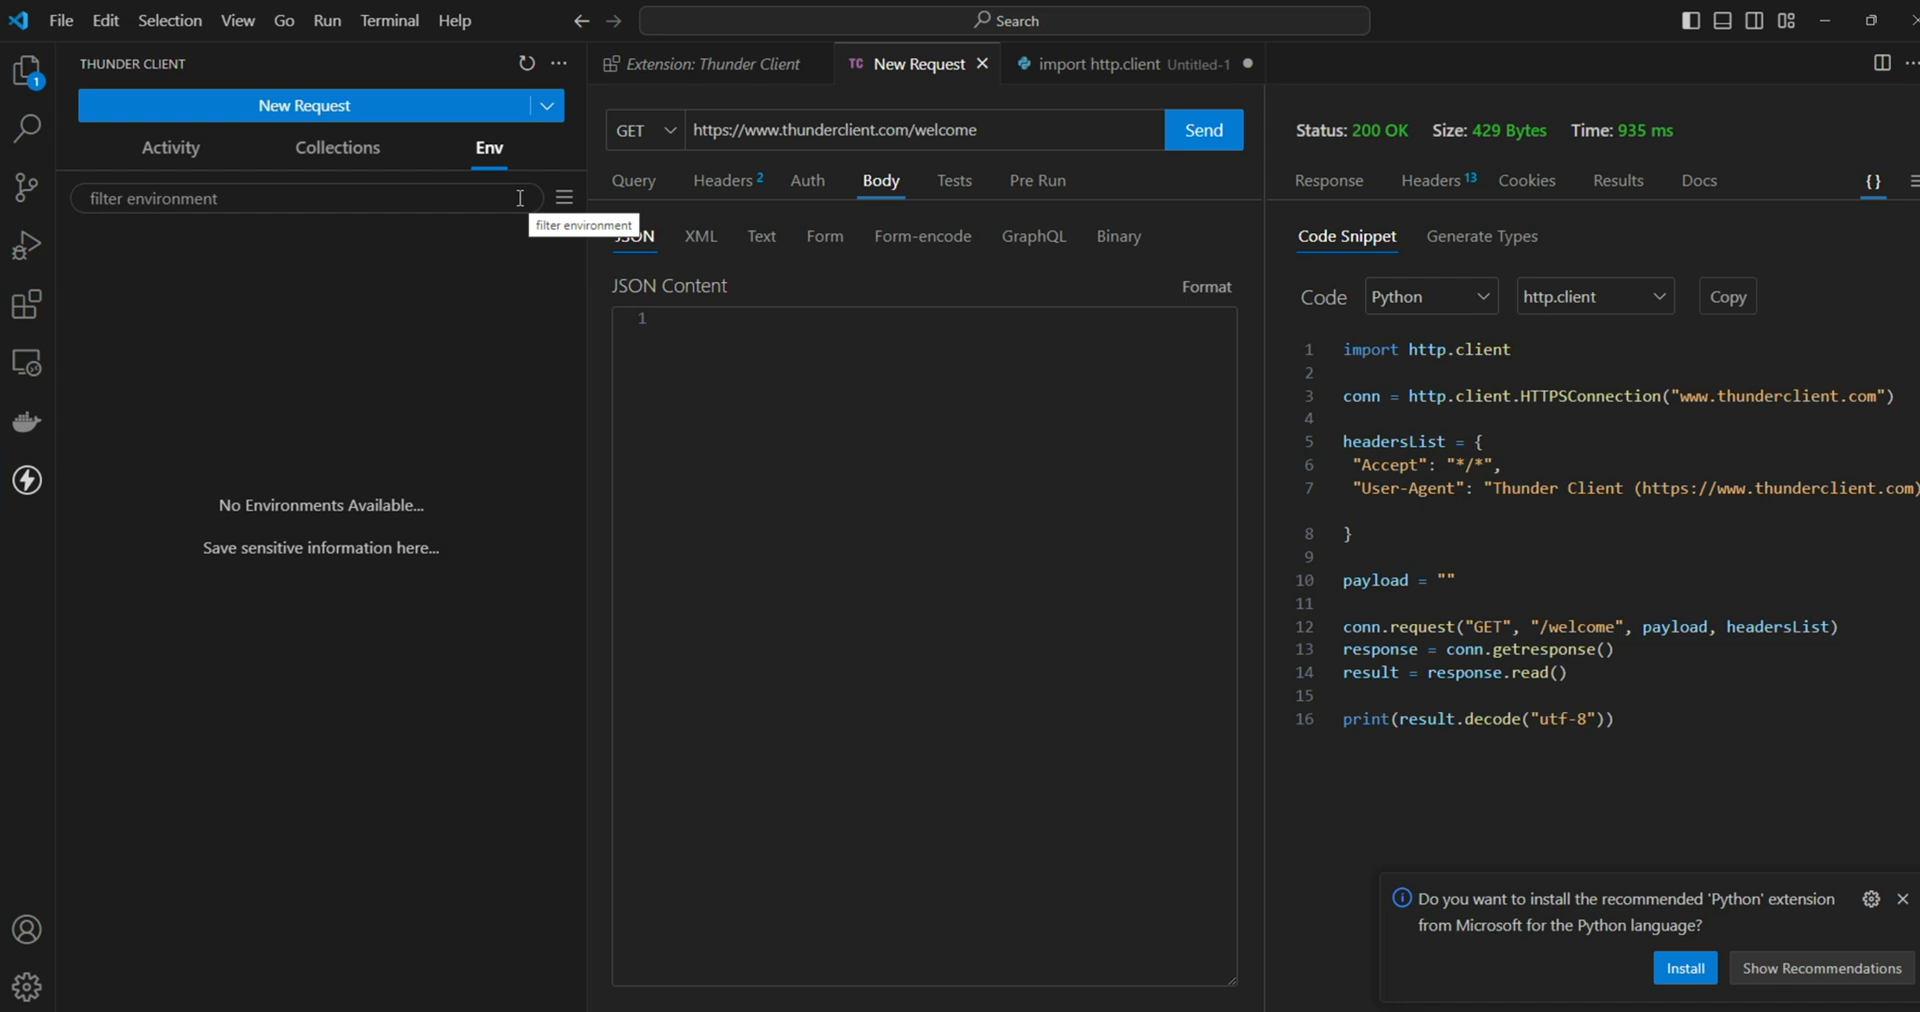 File Edit Selection View Go Run Terminal Help
Search
THUNDER CLIENT
New Request
Activity Collections Env
filter environment
filter environment
No Environments Available...
Save sensitive information here...
1
Extension: Thunder Client
TC New Request
import http.client Untitled-1
GET https://www.thunderclient.com/welcome Send
Query Headers 2 Auth Body Tests Pre Run
JSON XML Text Form Form-encode GraphQL Binary
JSON Content Format
1
Status: 200 OK Size: 429 Bytes Time: 935 ms
Response Headers 13 Cookies Results Docs {}
Code Snippet Generate Types
Code Python http.client Copy
1 import http.client
2
3 conn = http.client.HTTPSConnection("www.thunderclient.com")
4
5 headersList = {
6 "Accept": "*/*",
7 "User-Agent": "Thunder Client (https://www.thunderclient.com)
8 }
9
10 payload = ""
11
12 conn.request("GET", "/welcome", payload, headersList)
13 response = conn.getresponse()
14 result = response.read()
15
16 print(result.decode("utf-8"))
Do you want to install the recommended 'Python' extension
from Microsoft for the Python language?
Install Show Recommendations